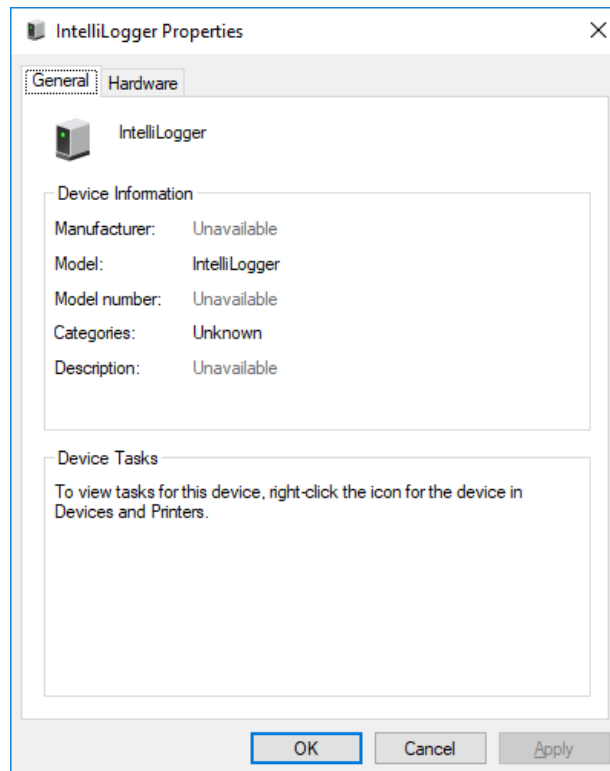 IntelliLogger Properties
General
Hardware
IntelliLogger
Device Information
Manufacturer: Unavailable
Model: IntelliLogger
Model number: Unavailable
Categories: Unknown
Description: Unavailable
Device Tasks
To view tasks for this device, right-click the icon for the device in
Devices and Printers.
OK
Cancel
Apply